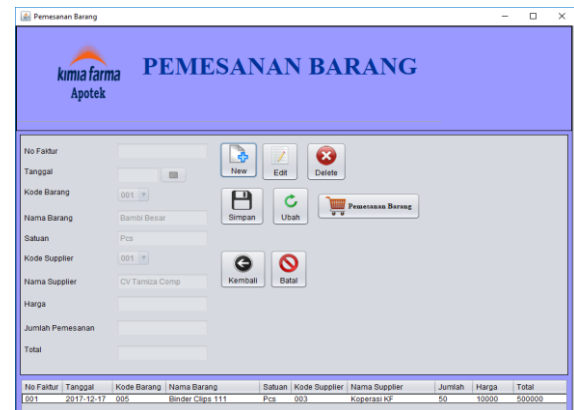 Pemesanan Barang
kimia farma
Apotek
PEMESANAN BARANG
No Faktur
Tanggal
Kode Barang 001
Nama Barang Bambi Besar
Satuan Pcs
Kode Supplier 001
Nama Supplier CV Tamiza Comp
Harga
Jumlah Pemesanan
Total
New Edit Delete
Simpan Ubah Pemesanan Barang
Kembali Batal
No Faktur Tanggal Kode Barang Nama Barang Satuan Kode Supplier Nama Supplier Jumlah Harga Total
001 2017-12-17 005 Binder Clips 111 Pcs 003 Koperasi KF 50 10000 500000